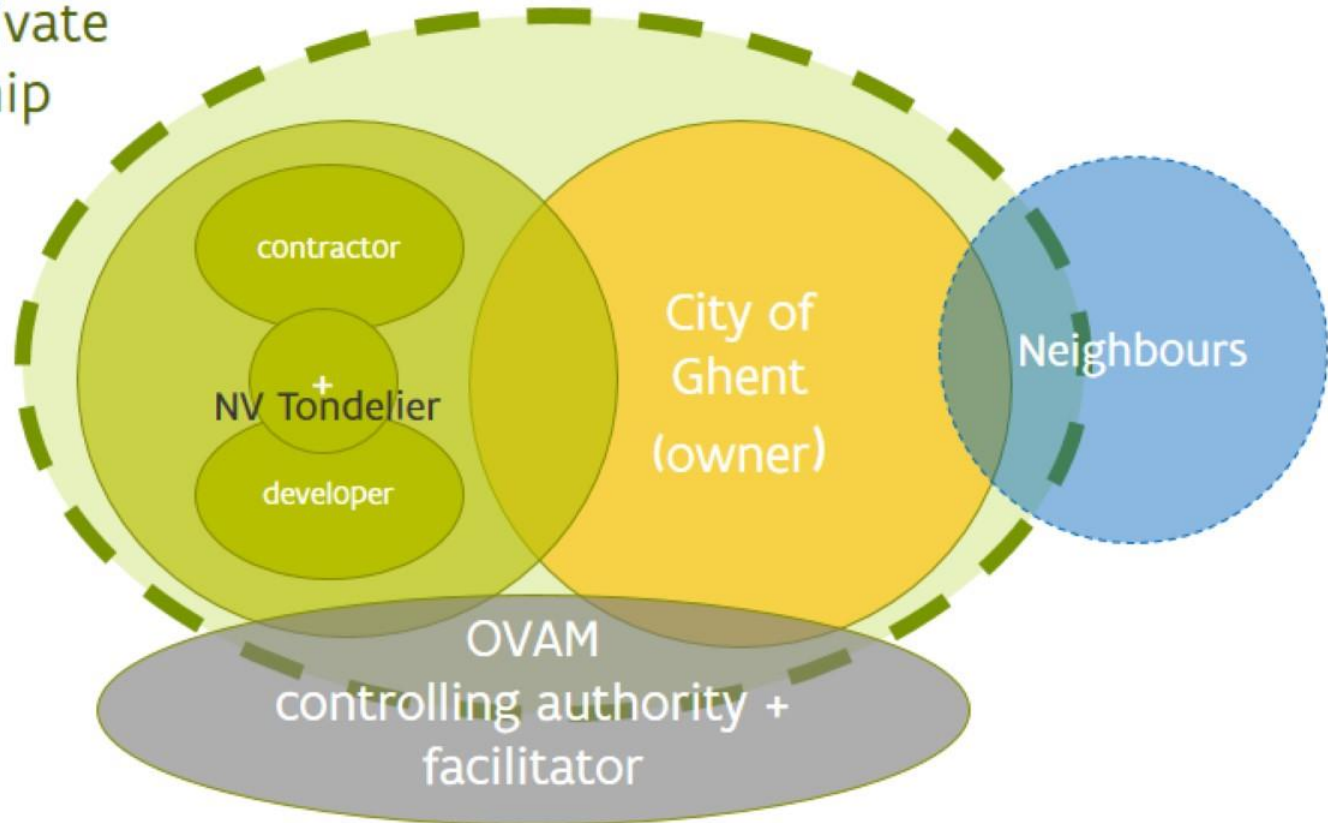 vate
ip
contractor
+
NV Tondelier
developer
City of
Ghent
(owner)
Neighbours
OVAM
controlling authority +
facilitator